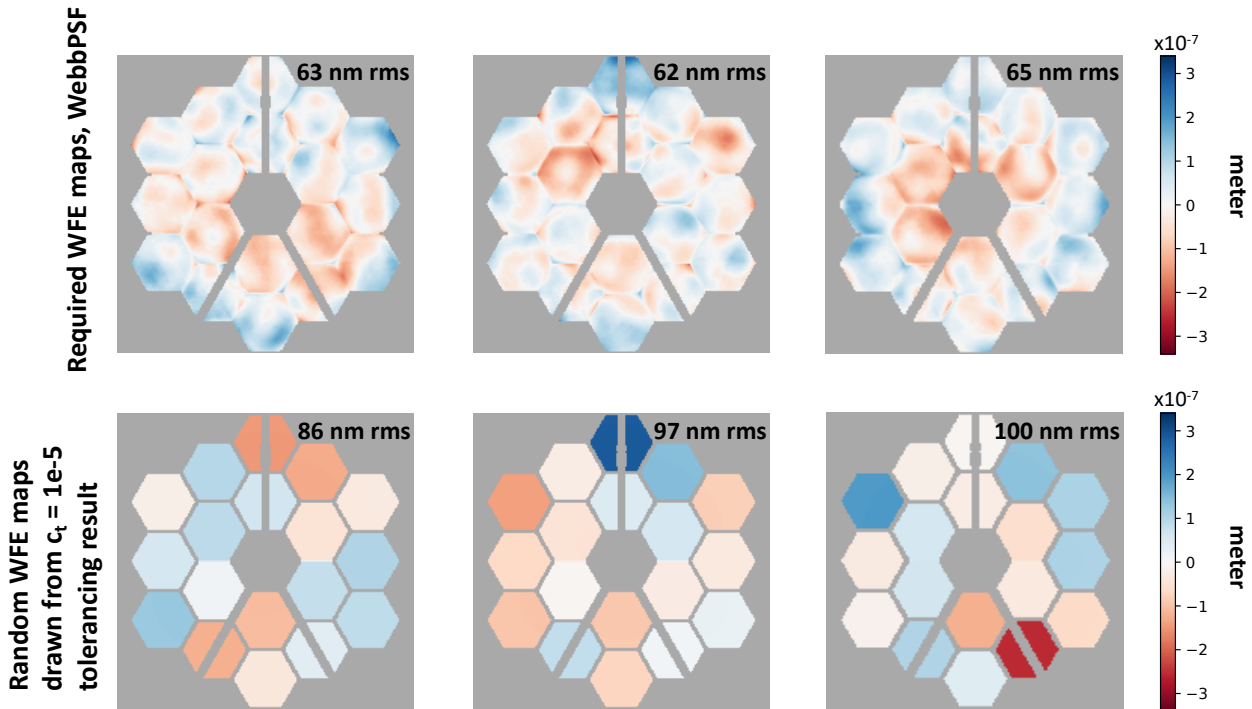 Required WFE maps, WebbPSF
63 nm rms
62 nm rms
65 nm rms
x10⁻⁷
3
2
1
0
−1
−2
−3
meter
Random WFE maps
drawn from cₜ = 1e-5
tolerancing result
86 nm rms
97 nm rms
100 nm rms
x10⁻⁷
3
2
1
0
−1
−2
−3
meter